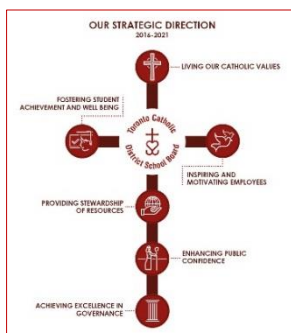 OUR STRATEGIC DIRECTION
2016-2021
LIVING OUR CATHOLIC VALUES
FOSTERING STUDENT
ACHIEVEMENT AND WELL BEING
Toronto Catholic
District School Board
INSPIRING AND
MOTIVATING EMPLOYEES
PROVIDING STEWARDSHIP
OF RESOURCES
ENHANCING PUBLIC
CONFIDENCE
ACHIEVING EXCELLENCE IN
GOVERNANCE